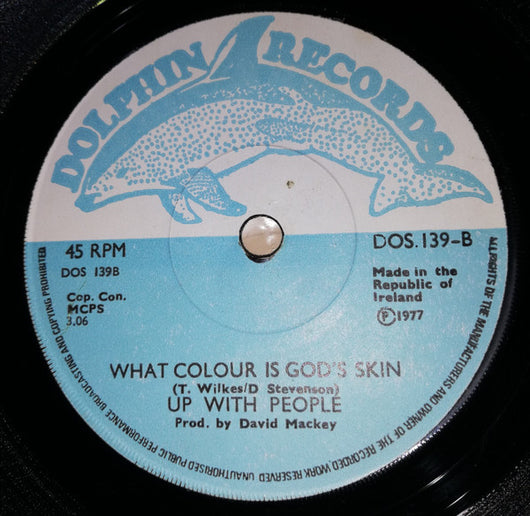 DOLPHIN RECORDS
45 RPM
DOS 139B
Cop. Con.
MCPS
3.06
DOS.139-B
Made in the
Republic of
Ireland
Ⓟ1977
WHAT COLOUR IS GOD'S SKIN
(T. Wilkes/D Stevenson)
UP WITH PEOPLE
Prod. by David Mackey
ALL RIGHTS OF THE MANUFACTURERS AND OWNER OF THE RECORDED WORK RESERVED UNAUTHORISED PUBLIC PERFORMANCE BROADCASTING AND COPYING PROHIBITED